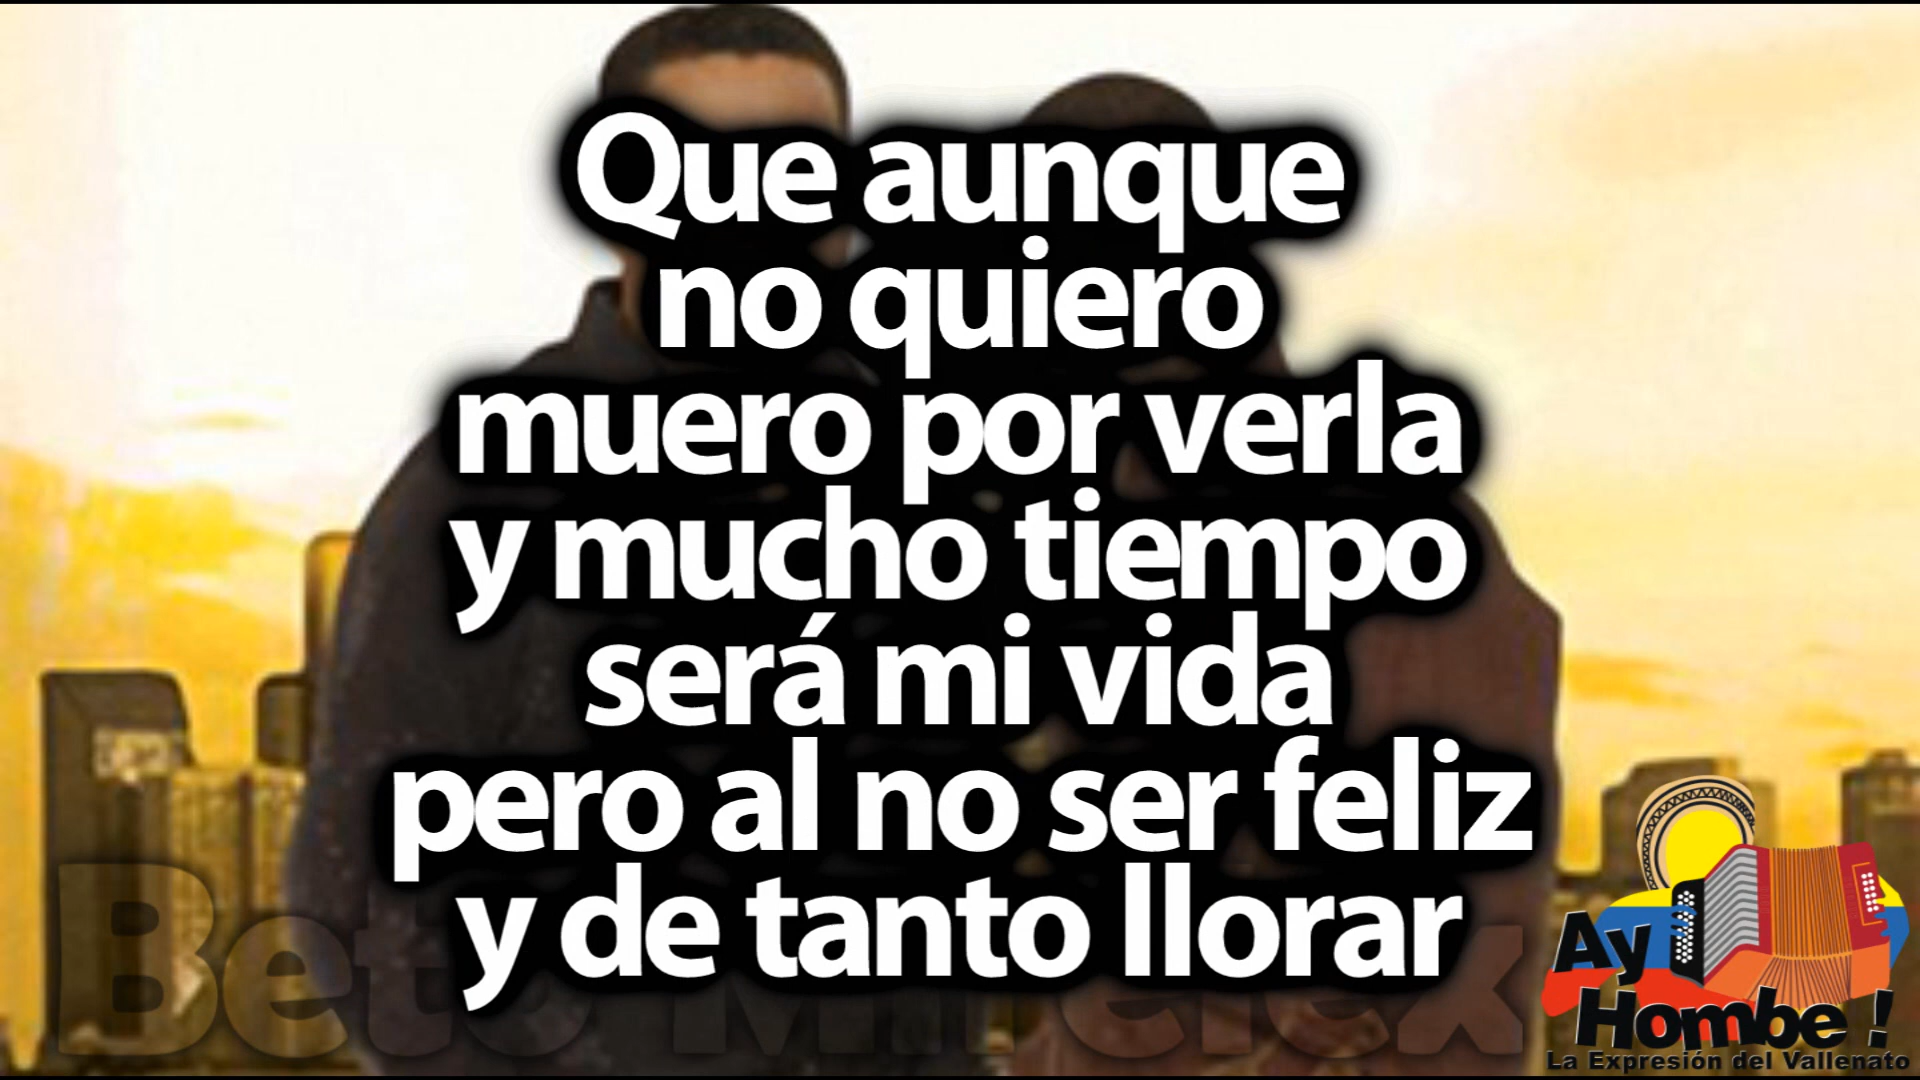 Que aunque
no quiero
muero por verla
y mucho tiempo
será mi vida
pero al no ser feliz
y de tanto llorar
Ay
Hombe !
La Expresión del Vallenato